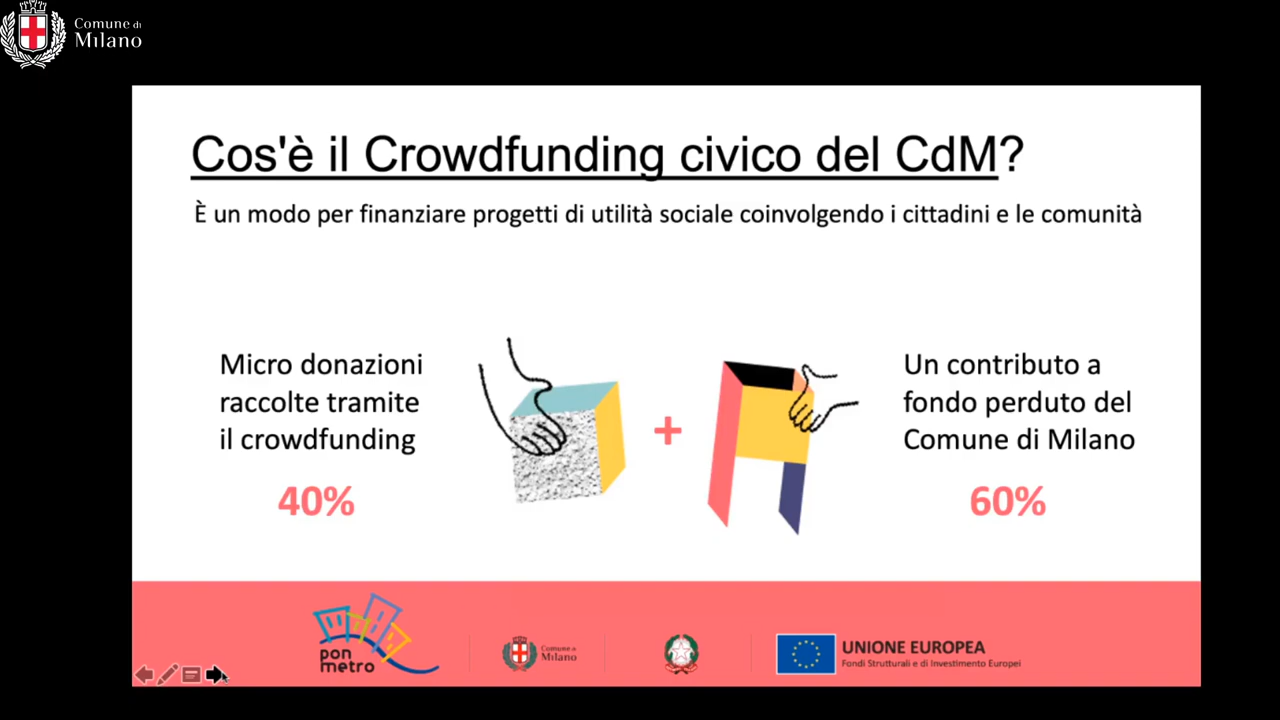 Comune di
Milano
Cos'è il Crowdfunding civico del CdM?
È un modo per finanziare progetti di utilità sociale coinvolgendo i cittadini e le comunità
Micro donazioni
raccolte tramite
il crowdfunding
40%
+
Un contributo a
fondo perduto del
Comune di Milano
60%
pon
metro
Comune di
Milano
UNIONE EUROPEA
Fondi Strutturali e di Investimento Europei